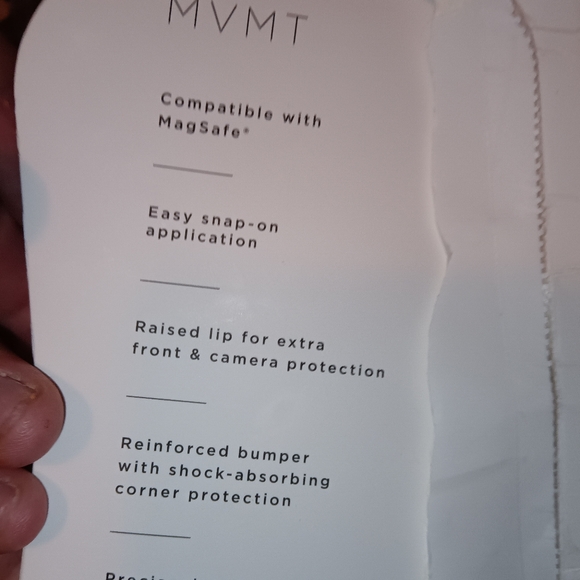 MVMT
Compatible with
MagSafe®
Easy snap-on
application
Raised lip for extra
front & camera protection
Reinforced bumper
with shock-absorbing
corner protection